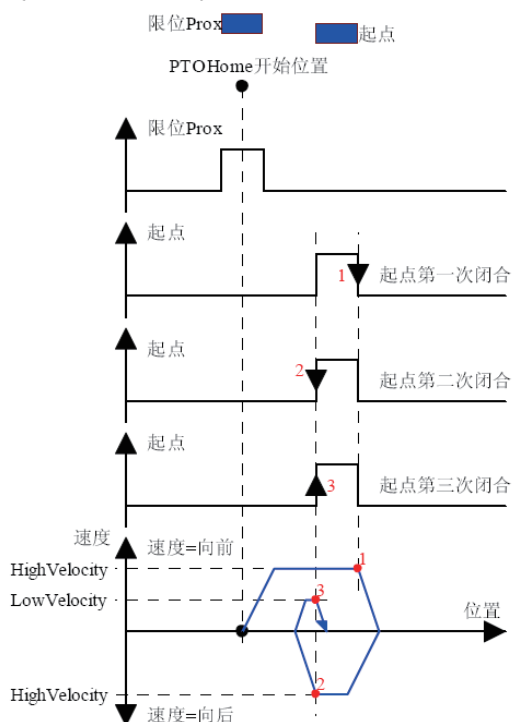 限位Prox
起点
PTOHome开始位置
限位Prox
起点
1
起点第一次闭合
起点
2
起点第二次闭合
起点
3
起点第三次闭合
速度
速度=向前
HighVelocity
1
LowVelocity
3
位置
HighVelocity
2
速度=向后